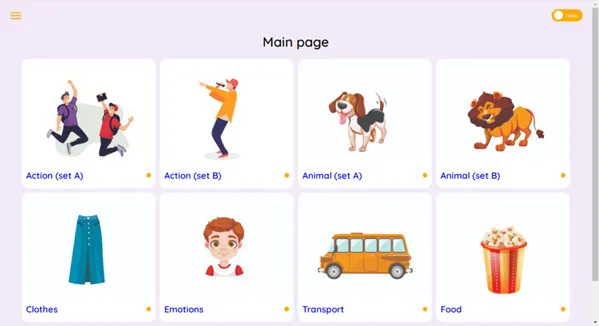 Main page
Action (set A)
Action (set B)
Animal (set A)
Animal (set B)
Clothes
Emotions
Transport
Food